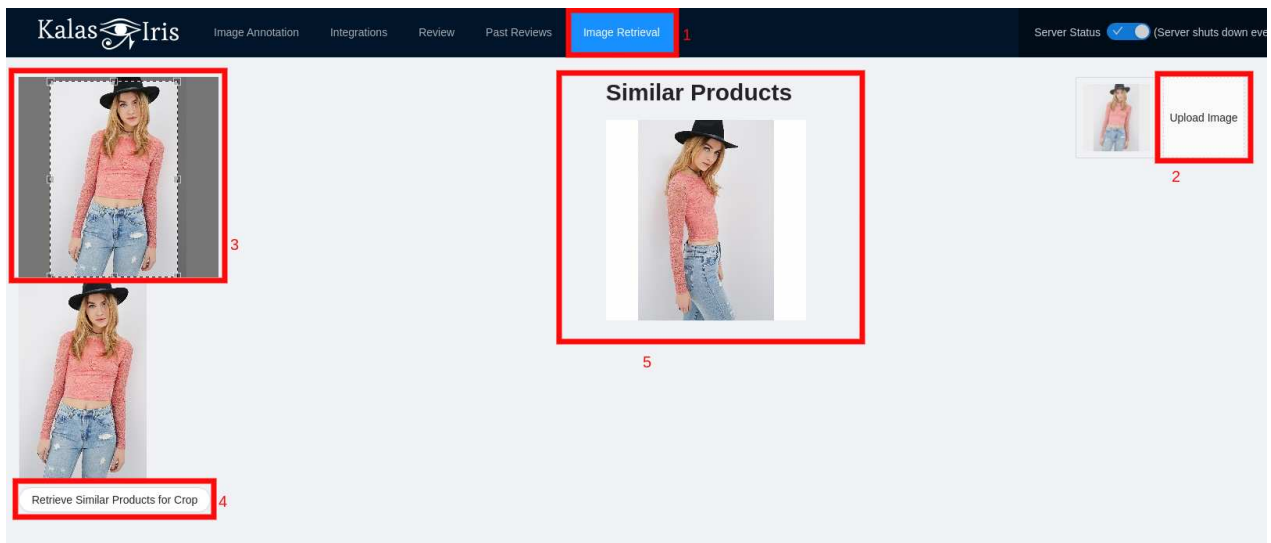 Kalas Iris Image Annotation Integrations Review Past Reviews Image Retrieval 1 Server Status (Server shuts down eve
Similar Products
Upload Image
2
3
5
Retrieve Similar Products for Crop 4